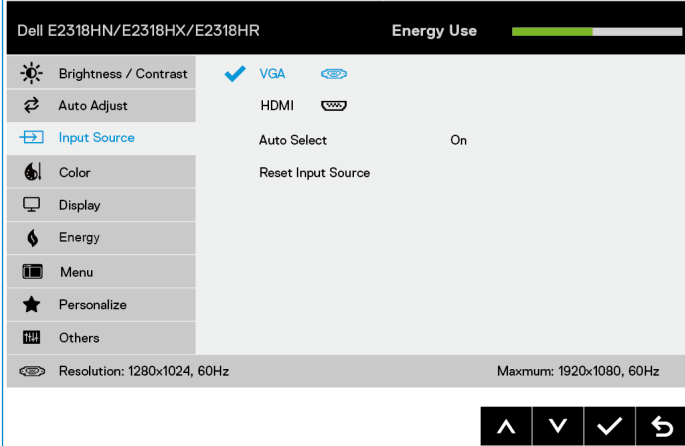 Dell E2318HN/E2318HX/E2318HR Energy Use
Brightness / Contrast VGA
Auto Adjust HDMI
Input Source Auto Select On
Color Reset Input Source
Display
Energy
Menu
Personalize
Others
Resolution: 1280x1024, 60Hz Maxmum: 1920x1080, 60Hz